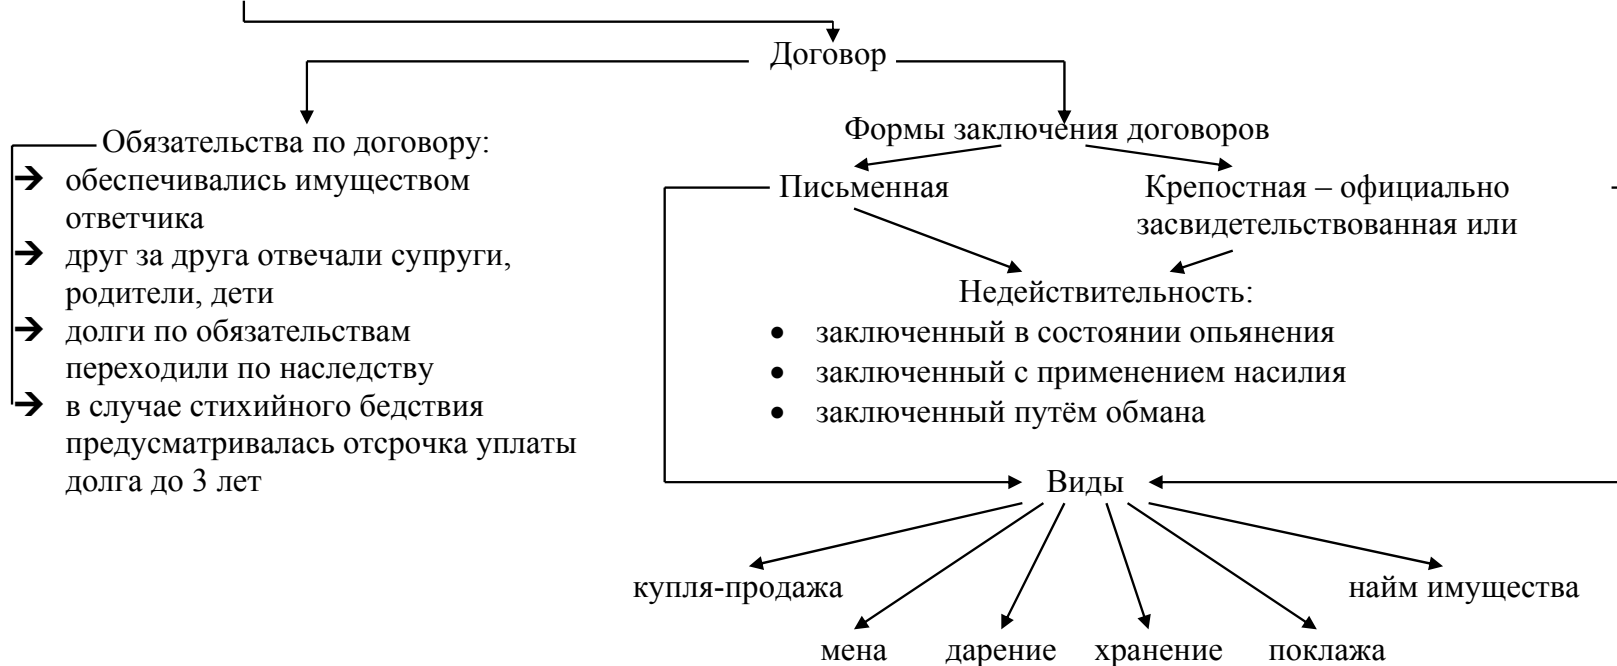 Договор
Обязательства по договору:
обеспечивались имуществом
ответчика
друг за друга отвечали супруги,
родители, дети
долги по обязательствам
переходили по наследству
в случае стихийного бедствия
предусматривалась отсрочка уплаты
долга до 3 лет
Формы заключения договоров
Письменная
Крепостная – официально
засвидетельствованная или
Недействительность:
• заключенный в состоянии опьянения
• заключенный с применением насилия
• заключенный путём обмана
Виды
купля-продажа
мена
дарение
хранение
поклажа
найм имущества